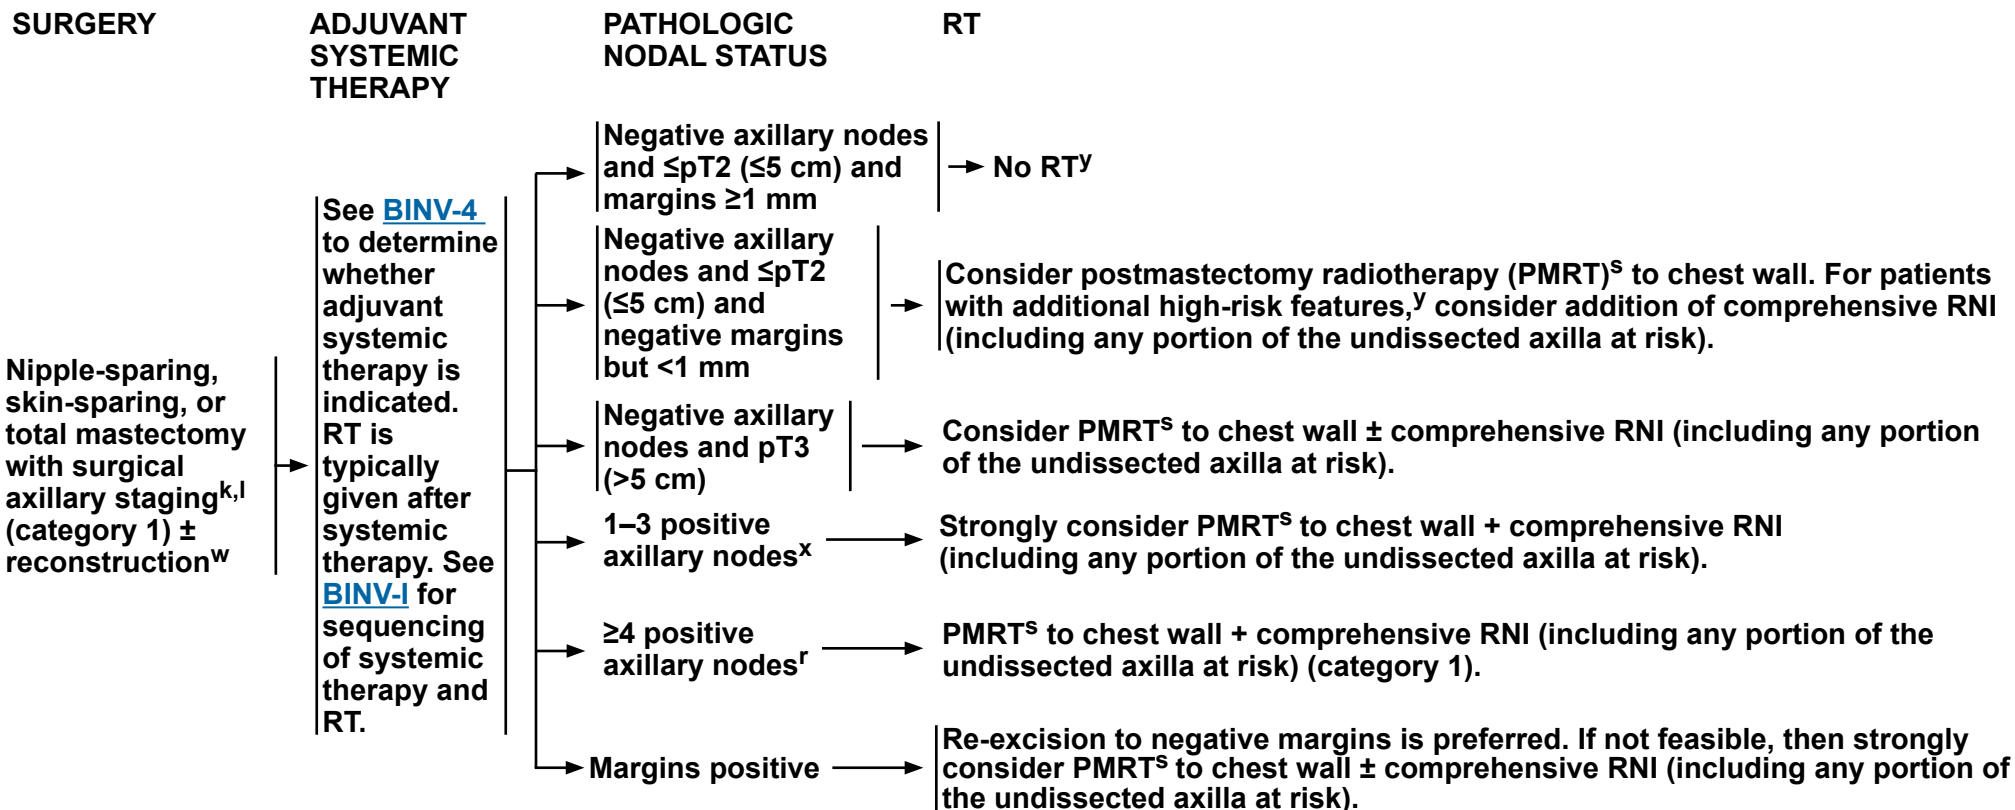 SURGERY
ADJUVANT
SYSTEMIC
THERAPY
PATHOLOGIC
NODAL STATUS
RT
Nipple-sparing,
skin-sparing, or
total mastectomy
with surgical
axillary stagingk,l
(category 1) ±
reconstructionw
See BINV-4
to determine
whether
adjuvant
systemic
therapy is
indicated.
RT is
typically
given after
systemic
therapy. See
BINV-I for
sequencing
of systemic
therapy and
RT.
Negative axillary nodes
and ≤pT2 (≤5 cm) and
margins ≥1 mm
No RTy
Negative axillary
nodes and ≤pT2
(≤5 cm) and
negative margins
but <1 mm
Consider postmastectomy radiotherapy (PMRT)s to chest wall. For patients
with additional high-risk features,y consider addition of comprehensive RNI
(including any portion of the undissected axilla at risk).
Negative axillary
nodes and pT3
(>5 cm)
Consider PMRTs to chest wall ± comprehensive RNI (including any portion
of the undissected axilla at risk).
1–3 positive
axillary nodesx
Strongly consider PMRTs to chest wall + comprehensive RNI
(including any portion of the undissected axilla at risk).
≥4 positive
axillary nodesr
PMRTs to chest wall + comprehensive RNI (including any portion of the
undissected axilla at risk) (category 1).
Margins positive
Re-excision to negative margins is preferred. If not feasible, then strongly
consider PMRTs to chest wall ± comprehensive RNI (including any portion of
the undissected axilla at risk).